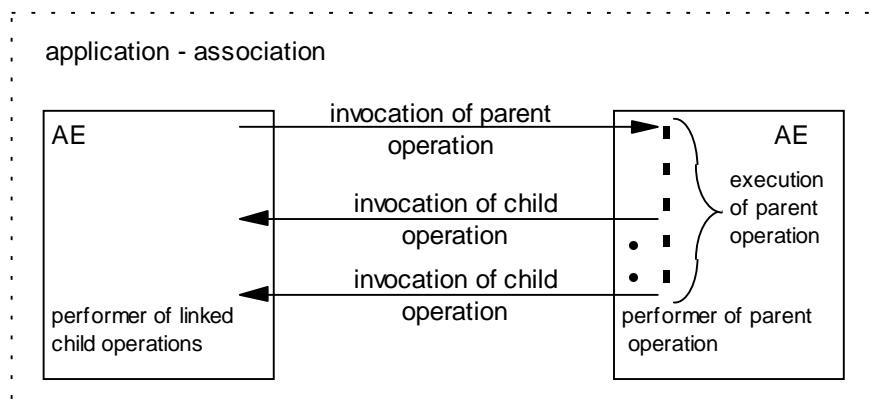 application - association
AE
invocation of parent
operation
AE
execution
of parent
operation
invocation of child
operation
invocation of child
operation
performer of linked
child operations
performer of parent
operation